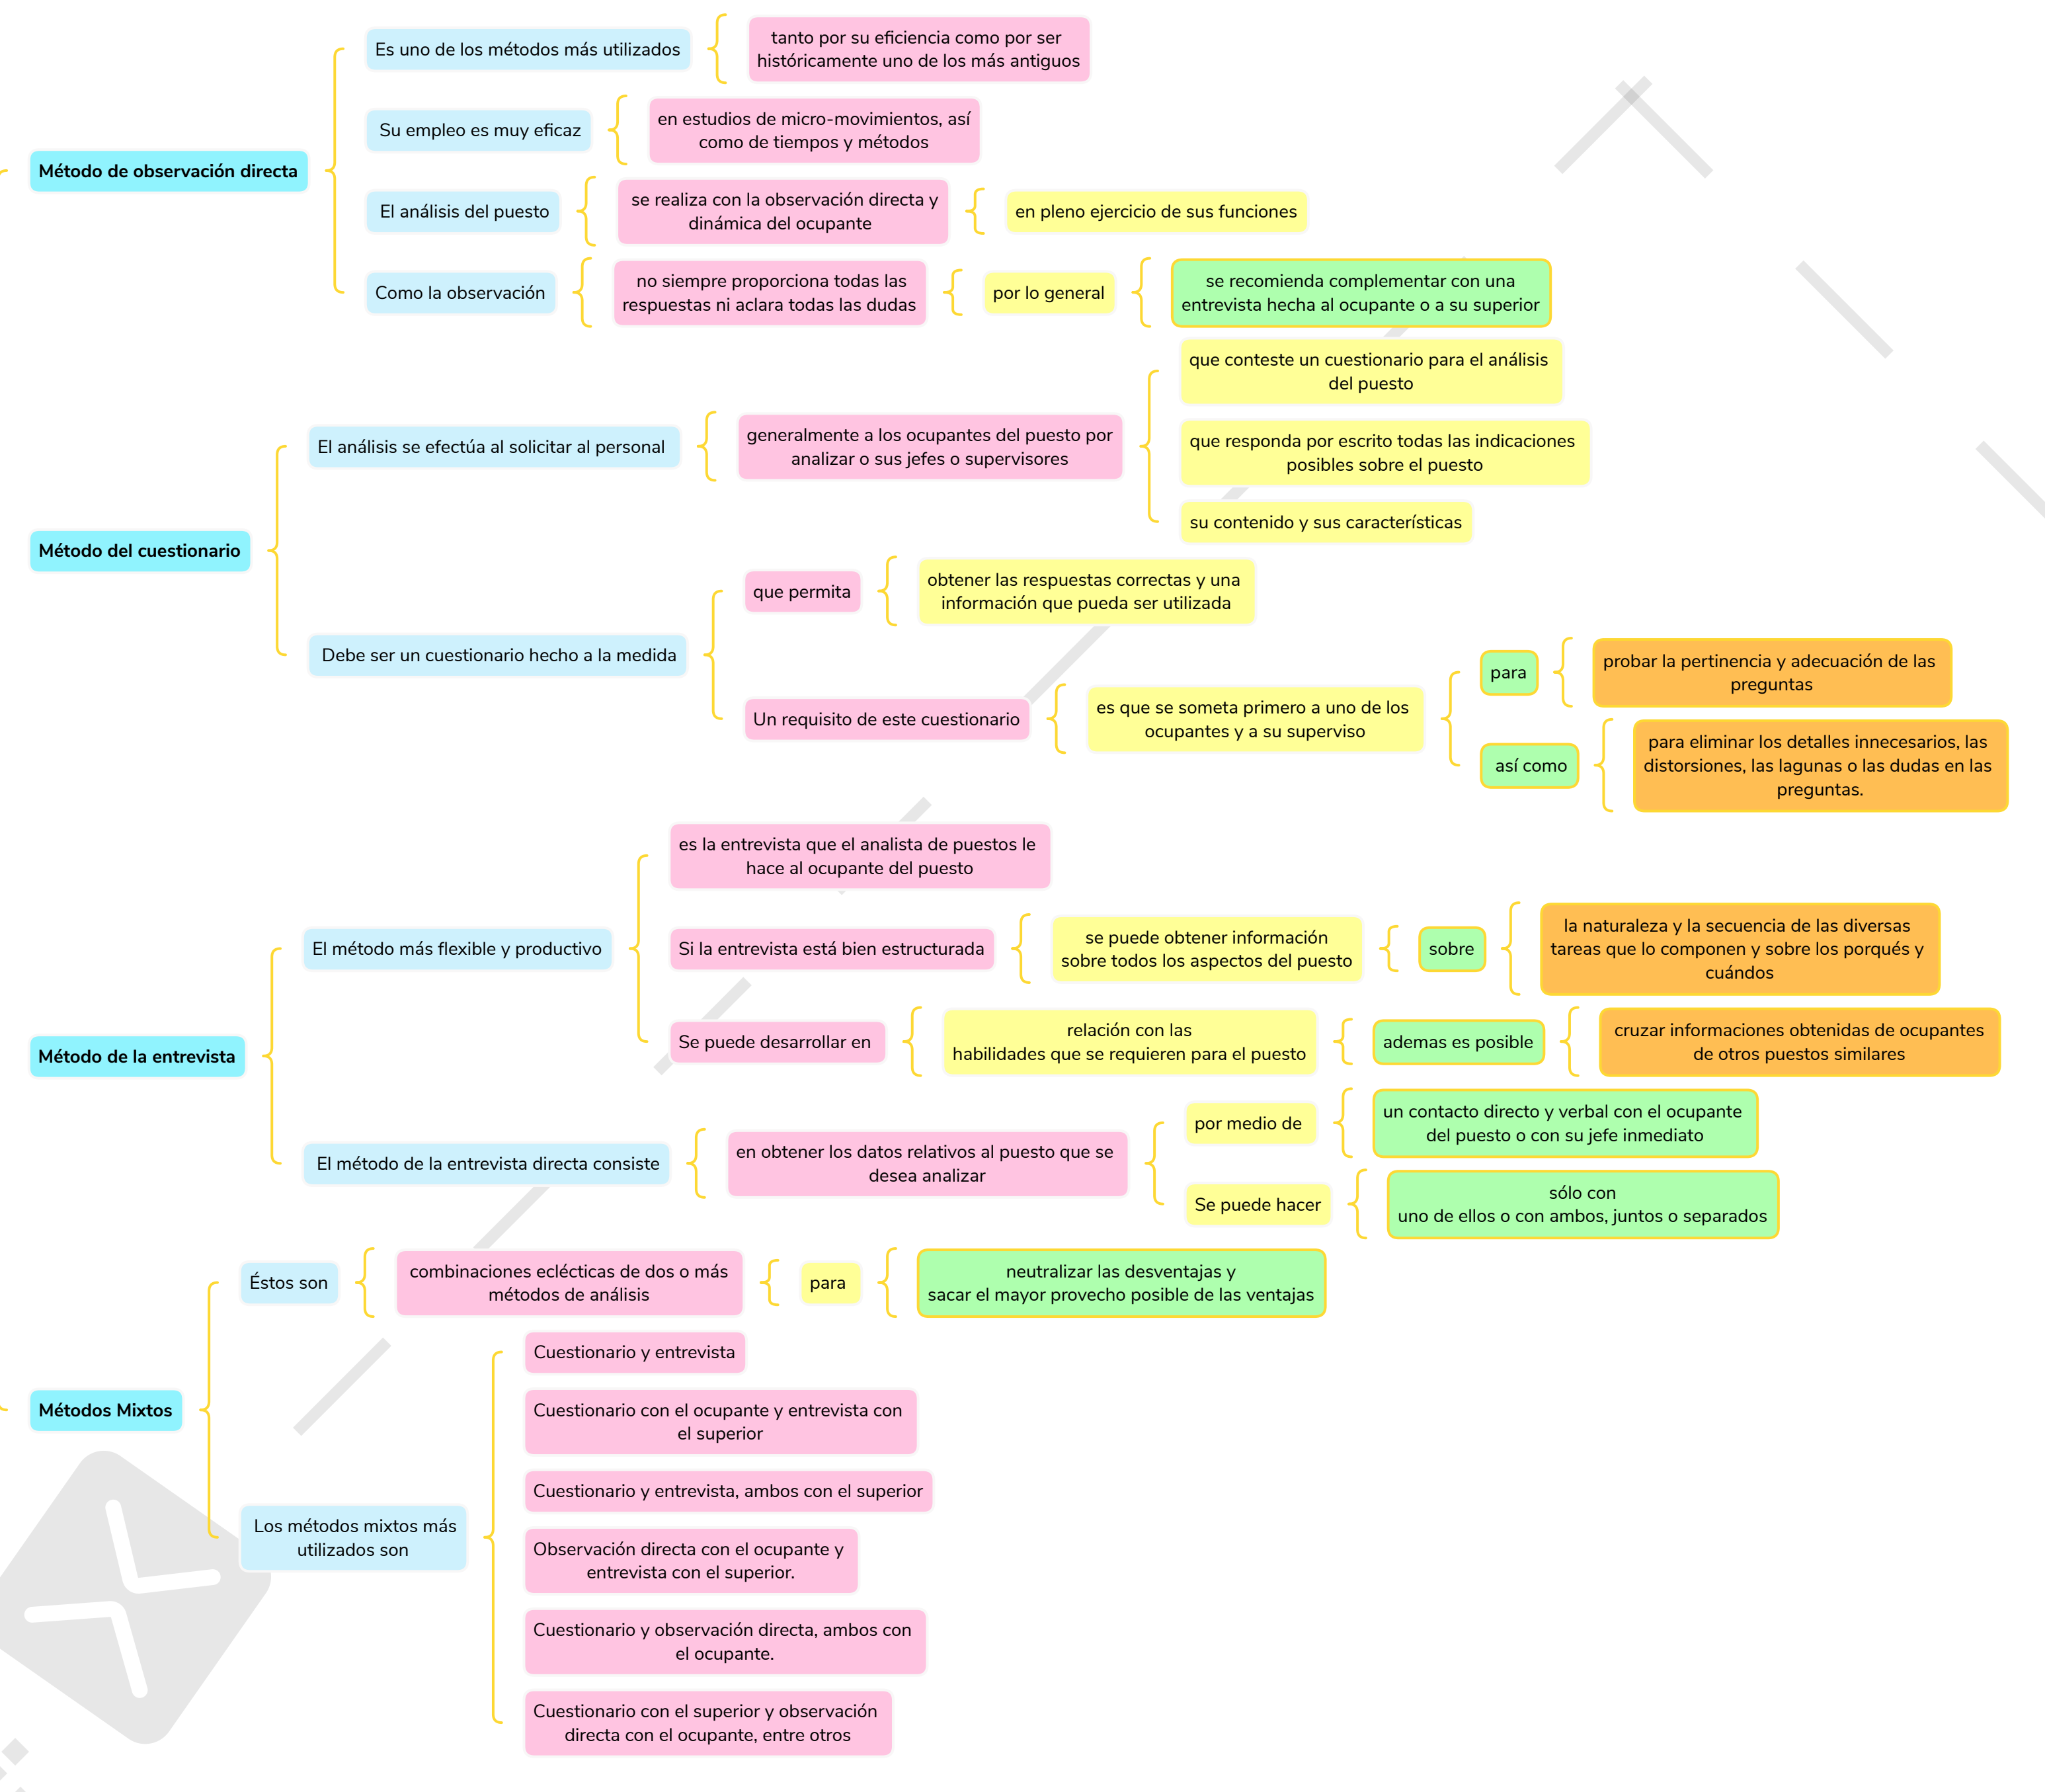 Método de observación directa
Es uno de los métodos más utilizados
tanto por su eficiencia como por ser
históricamente uno de los más antiguos
Su empleo es muy eficaz
en estudios de micro-movimientos, así
como de tiempos y métodos
El análisis del puesto
se realiza con la observación directa y
dinámica del ocupante
en pleno ejercicio de sus funciones
Como la observación
no siempre proporciona todas las
respuestas ni aclara todas las dudas
por lo general
se recomienda complementar con una
entrevista hecha al ocupante o a su superior
Método del cuestionario
El análisis se efectúa al solicitar al personal
generalmente a los ocupantes del puesto por
analizar o sus jefes o supervisores
que conteste un cuestionario para el análisis
del puesto
que responda por escrito todas las indicaciones
posibles sobre el puesto
su contenido y sus características
Debe ser un cuestionario hecho a la medida
que permita
obtener las respuestas correctas y una
información que pueda ser utilizada
Un requisito de este cuestionario
es que se someta primero a uno de los
ocupantes y a su superviso
para
probar la pertinencia y adecuación de las
preguntas
así como
para eliminar los detalles innecesarios, las
distorsiones, las lagunas o las dudas en las
preguntas.
Método de la entrevista
El método más flexible y productivo
es la entrevista que el analista de puestos le
hace al ocupante del puesto
Si la entrevista está bien estructurada
se puede obtener información
sobre todos los aspectos del puesto
sobre
la naturaleza y la secuencia de las diversas
tareas que lo componen y sobre los porqués y
cuándos
Se puede desarrollar en
relación con las
habilidades que se requieren para el puesto
ademas es posible
cruzar informaciones obtenidas de ocupantes
de otros puestos similares
El método de la entrevista directa consiste
en obtener los datos relativos al puesto que se
desea analizar
por medio de
un contacto directo y verbal con el ocupante
del puesto o con su jefe inmediato
Se puede hacer
sólo con
uno de ellos o con ambos, juntos o separados
Métodos Mixtos
Éstos son
combinaciones eclécticas de dos o más
métodos de análisis
para
neutralizar las desventajas y
sacar el mayor provecho posible de las ventajas
Los métodos mixtos más
utilizados son
Cuestionario y entrevista
Cuestionario con el ocupante y entrevista con
el superior
Cuestionario y entrevista, ambos con el superior
Observación directa con el ocupante y
entrevista con el superior.
Cuestionario y observación directa, ambos con
el ocupante.
Cuestionario con el superior y observación
directa con el ocupante, entre otros